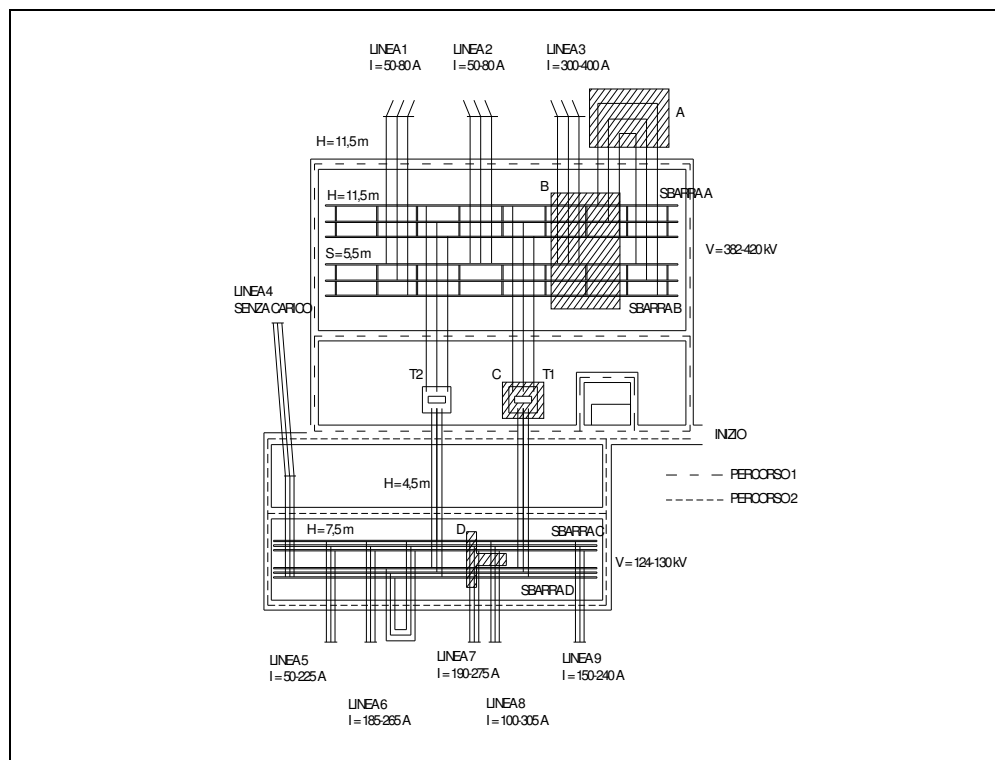 LINEA 1
I = 50-80 A
LINEA 2
I = 50-80 A
LINEA 3
I = 300-400 A
A
H = 11,5 m
H = 11,5 m
B
SBARRA A
S = 5,5 m
V = 382-420 kV
LINEA 4
SENZA CARICO
SBARRA B
T2
C
T1
INIZIO
H = 4,5 m
PERCORSO 1
PERCORSO 2
H = 7,5 m
D
SBARRA C
V = 124-130 kV
SBARRA D
LINEA 5
I = 50-225 A
LINEA 7
I = 190-275 A
LINEA 9
I = 150-240 A
LINEA 6
I = 185-265 A
LINEA 8
I = 100-305 A